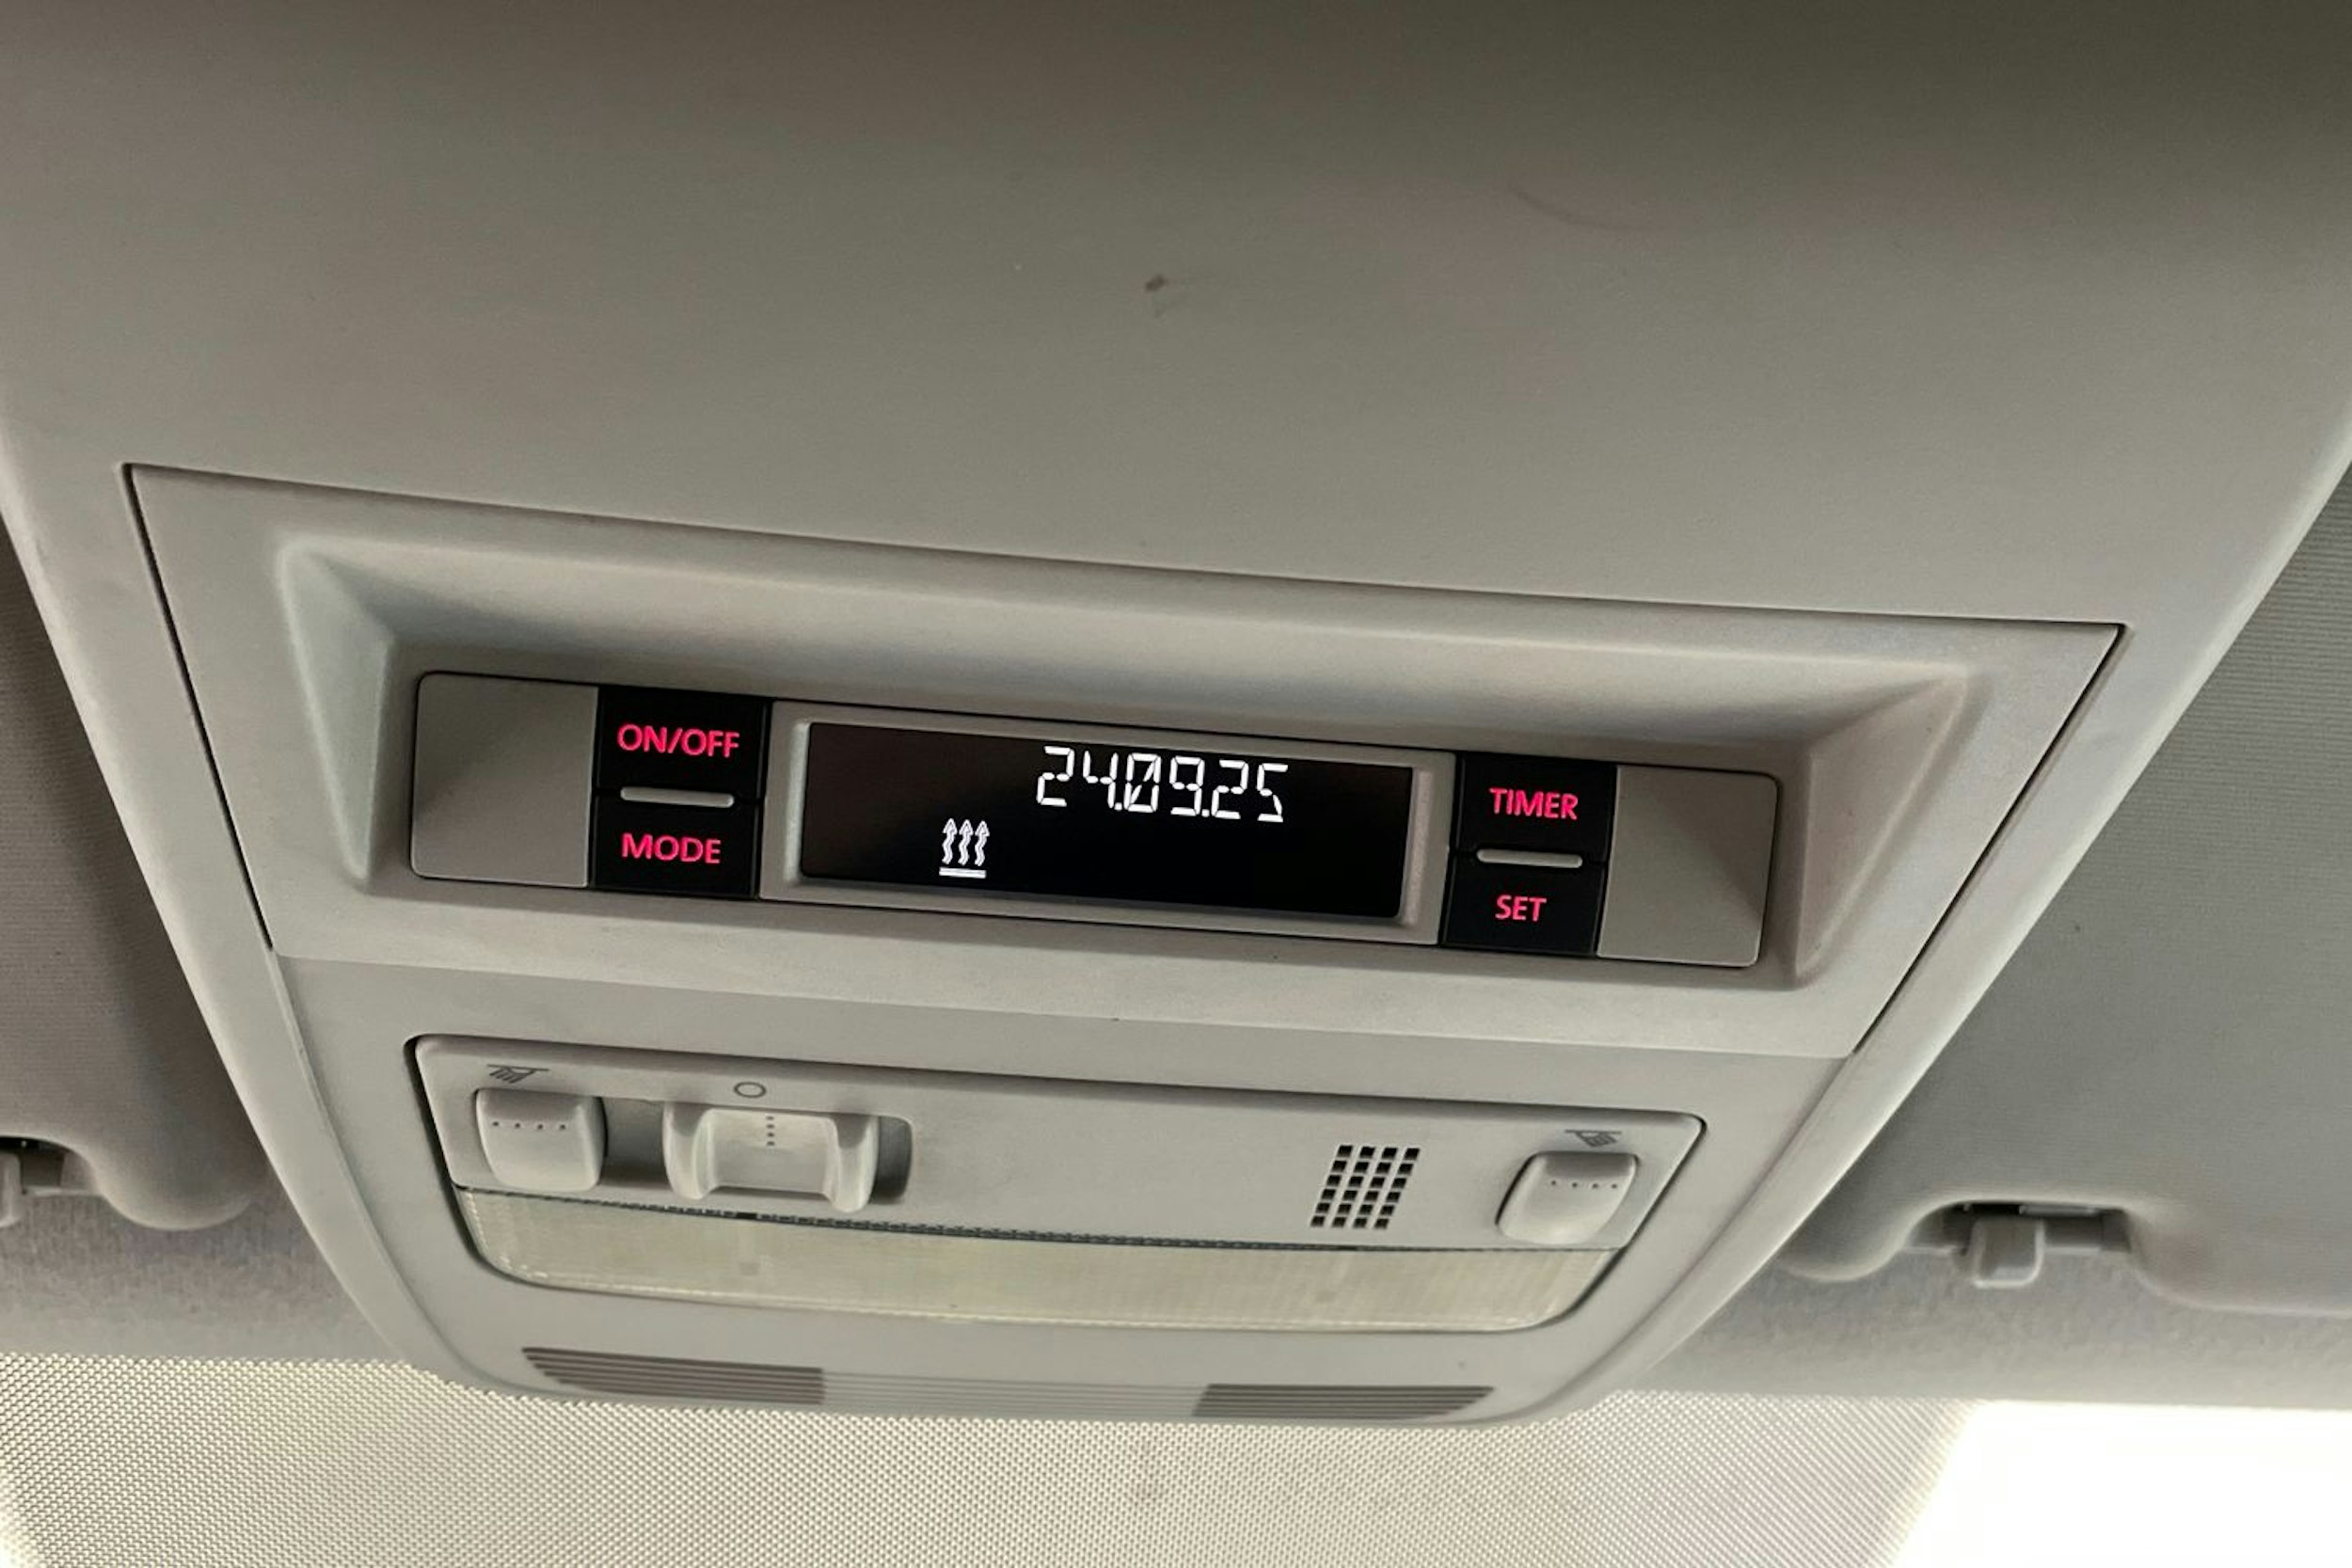 ON/OFF
MODE
24.09.25
TIMER
SET